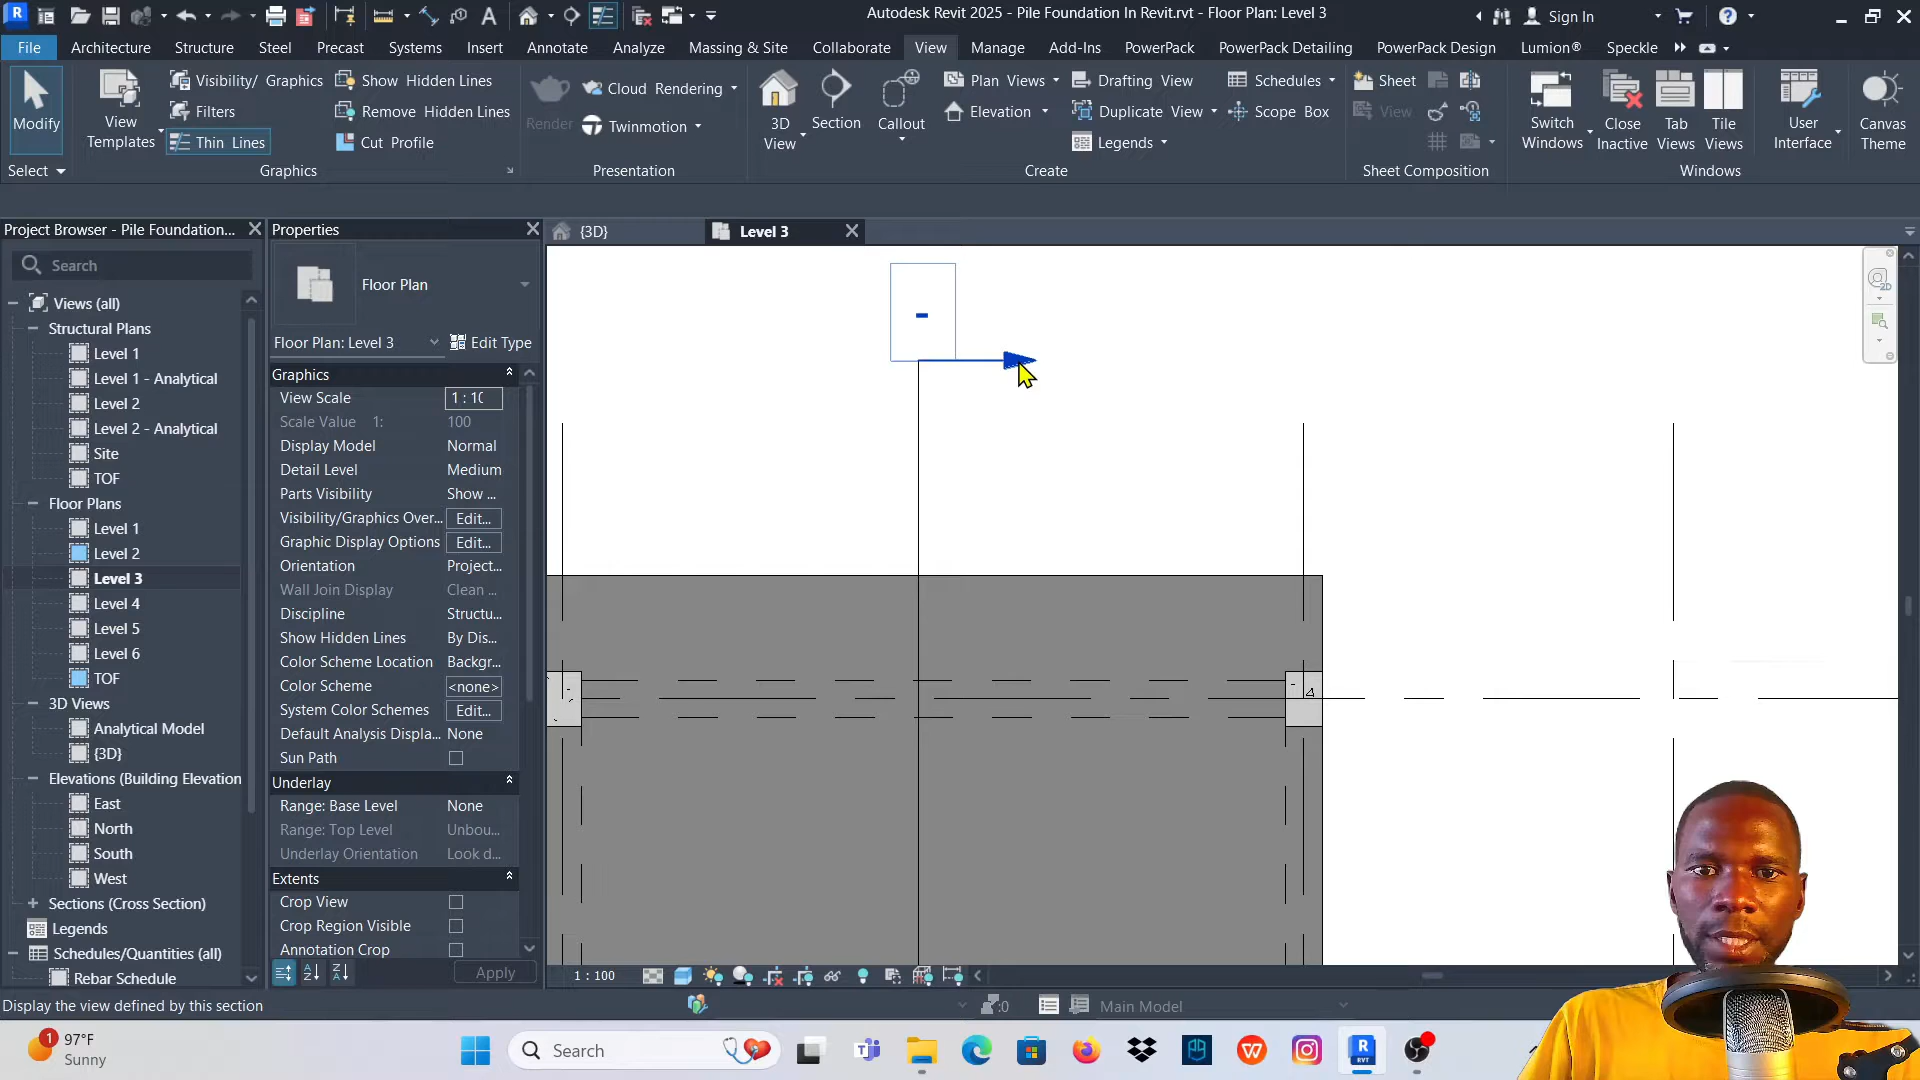 Autodesk Revit 2025 - Pile Foundation In Revit.rvt - Floor Plan: Level 3
Sign In
File Architecture Structure Steel Precast Systems Insert Annotate Analyze Massing & Site Collaborate View Manage Add-Ins PowerPack PowerPack Detailing PowerPack Design Lumion® Speckle
Modify
View Templates
Visibility/ Graphics
Filters
Thin Lines
Show Hidden Lines
Remove Hidden Lines
Cut Profile
Render
Cloud Rendering
Twinmotion
3D View
Section
Callout
Plan Views
Elevation
Drafting View
Duplicate View
Legends
Schedules
Scope Box
Sheet
View
Switch Windows
Close Inactive
Tab Views
Tile Views
User Interface
Canvas Theme
Select Graphics Presentation Create Sheet Composition Windows
Project Browser - Pile Foundation...
Search
Views (all)
Structural Plans
Level 1
Level 1 - Analytical
Level 2
Level 2 - Analytical
Site
TOF
Floor Plans
Level 1
Level 2
Level 3
Level 4
Level 5
Level 6
TOF
3D Views
Analytical Model
{3D}
Elevations (Building Elevation
East
North
South
West
Sections (Cross Section)
Legends
Schedules/Quantities (all)
Rebar Schedule
Properties
Floor Plan
Floor Plan: Level 3 Edit Type
Graphics
View Scale 1 : 10
Scale Value 1: 100
Display Model Normal
Detail Level Medium
Parts Visibility Show ...
Visibility/Graphics Over... Edit...
Graphic Display Options Edit...
Orientation Project...
Wall Join Display Clean ...
Discipline Structu...
Show Hidden Lines By Dis...
Color Scheme Location Backgr...
Color Scheme <none>
System Color Schemes Edit...
Default Analysis Displa... None
Sun Path
Underlay
Range: Base Level None
Range: Top Level Unbou...
Underlay Orientation Look d...
Extents
Crop View
Crop Region Visible
Annotation Crop
Apply
{3D}
Level 3
2D
1 : 100
Display the view defined by this section
:0
Main Model
1
97°F
Sunny
Search